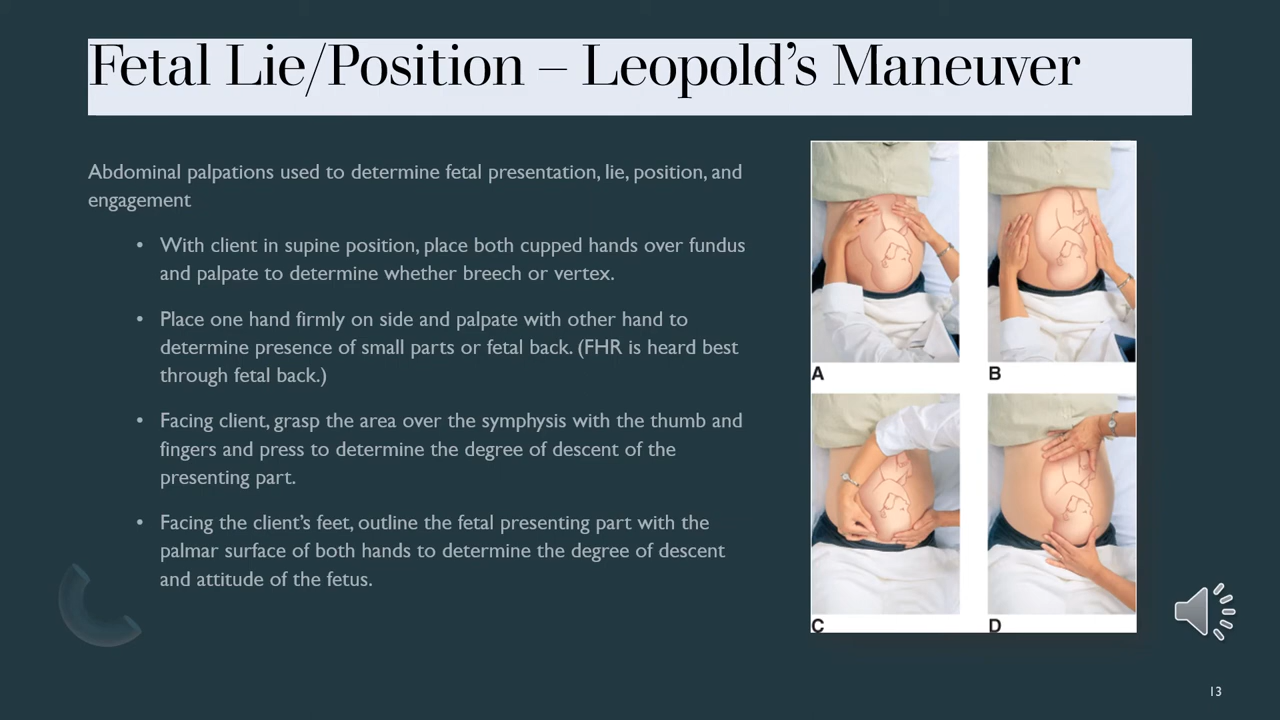 Fetal Lie/Position – Leopold’s Maneuver
Abdominal palpations used to determine fetal presentation, lie, position, and
engagement
• With client in supine position, place both cupped hands over fundus
and palpate to determine whether breech or vertex.
• Place one hand firmly on side and palpate with other hand to
determine presence of small parts or fetal back. (FHR is heard best
through fetal back.)
• Facing client, grasp the area over the symphysis with the thumb and
fingers and press to determine the degree of descent of the
presenting part.
• Facing the client’s feet, outline the fetal presenting part with the
palmar surface of both hands to determine the degree of descent
and attitude of the fetus.
A
B
C
D
13